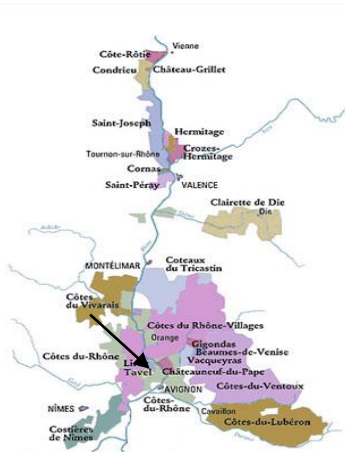 Vienne
Côte-Rôtie
Condrieu
Château-Grillet
Saint-Joseph
Hermitage
Tournon-sur-Rhône
Crozes-
Hermitage
Cornas
Saint-Péray
VALENCE
Clairette de Die
Die
MONTÉLIMAR
Coteaux
du Tricastin
Côtes
du Vivarais
Côtes du Rhône-Villages
Orange
Gigondas
Beaumes-de-Venise
Vacqueyras
Côtes du-Rhône
Tavel
Châteauneuf-du-Pape
AVIGNON
Côtes-du-Ventoux
Côtes-
du-Rhône
NÎMES
Cavaillon
Côtes-du-Lubéron
Costières
de Nîmes